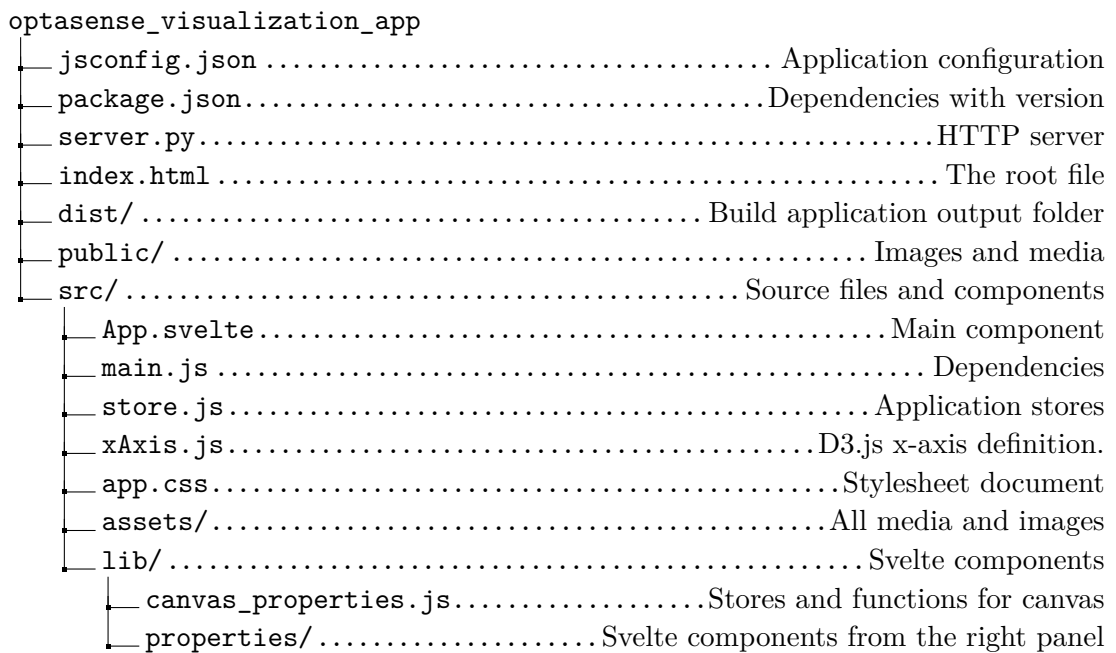 optasense_visualization_app
jsconfig.json ...................................... Application configuration
package.json.......................................Dependencies with version
server.py.......................................................HTTP server
index.html ...................................................... The root file
dist/ .......................................... Build application output folder
public/ .................................................... Images and media
src/ .............................................. Source files and components
App.svelte...............................................Main component
main.js ..................................................... Dependencies
store.js................................................Application stores
xAxis.js............................................D3.js x-axis definition.
app.css...............................................Stylesheet document
assets/..............................................All media and images
lib/ .................................................... Svelte components
canvas_properties.js...................Stores and functions for canvas
properties/ .....................Svelte components from the right panel